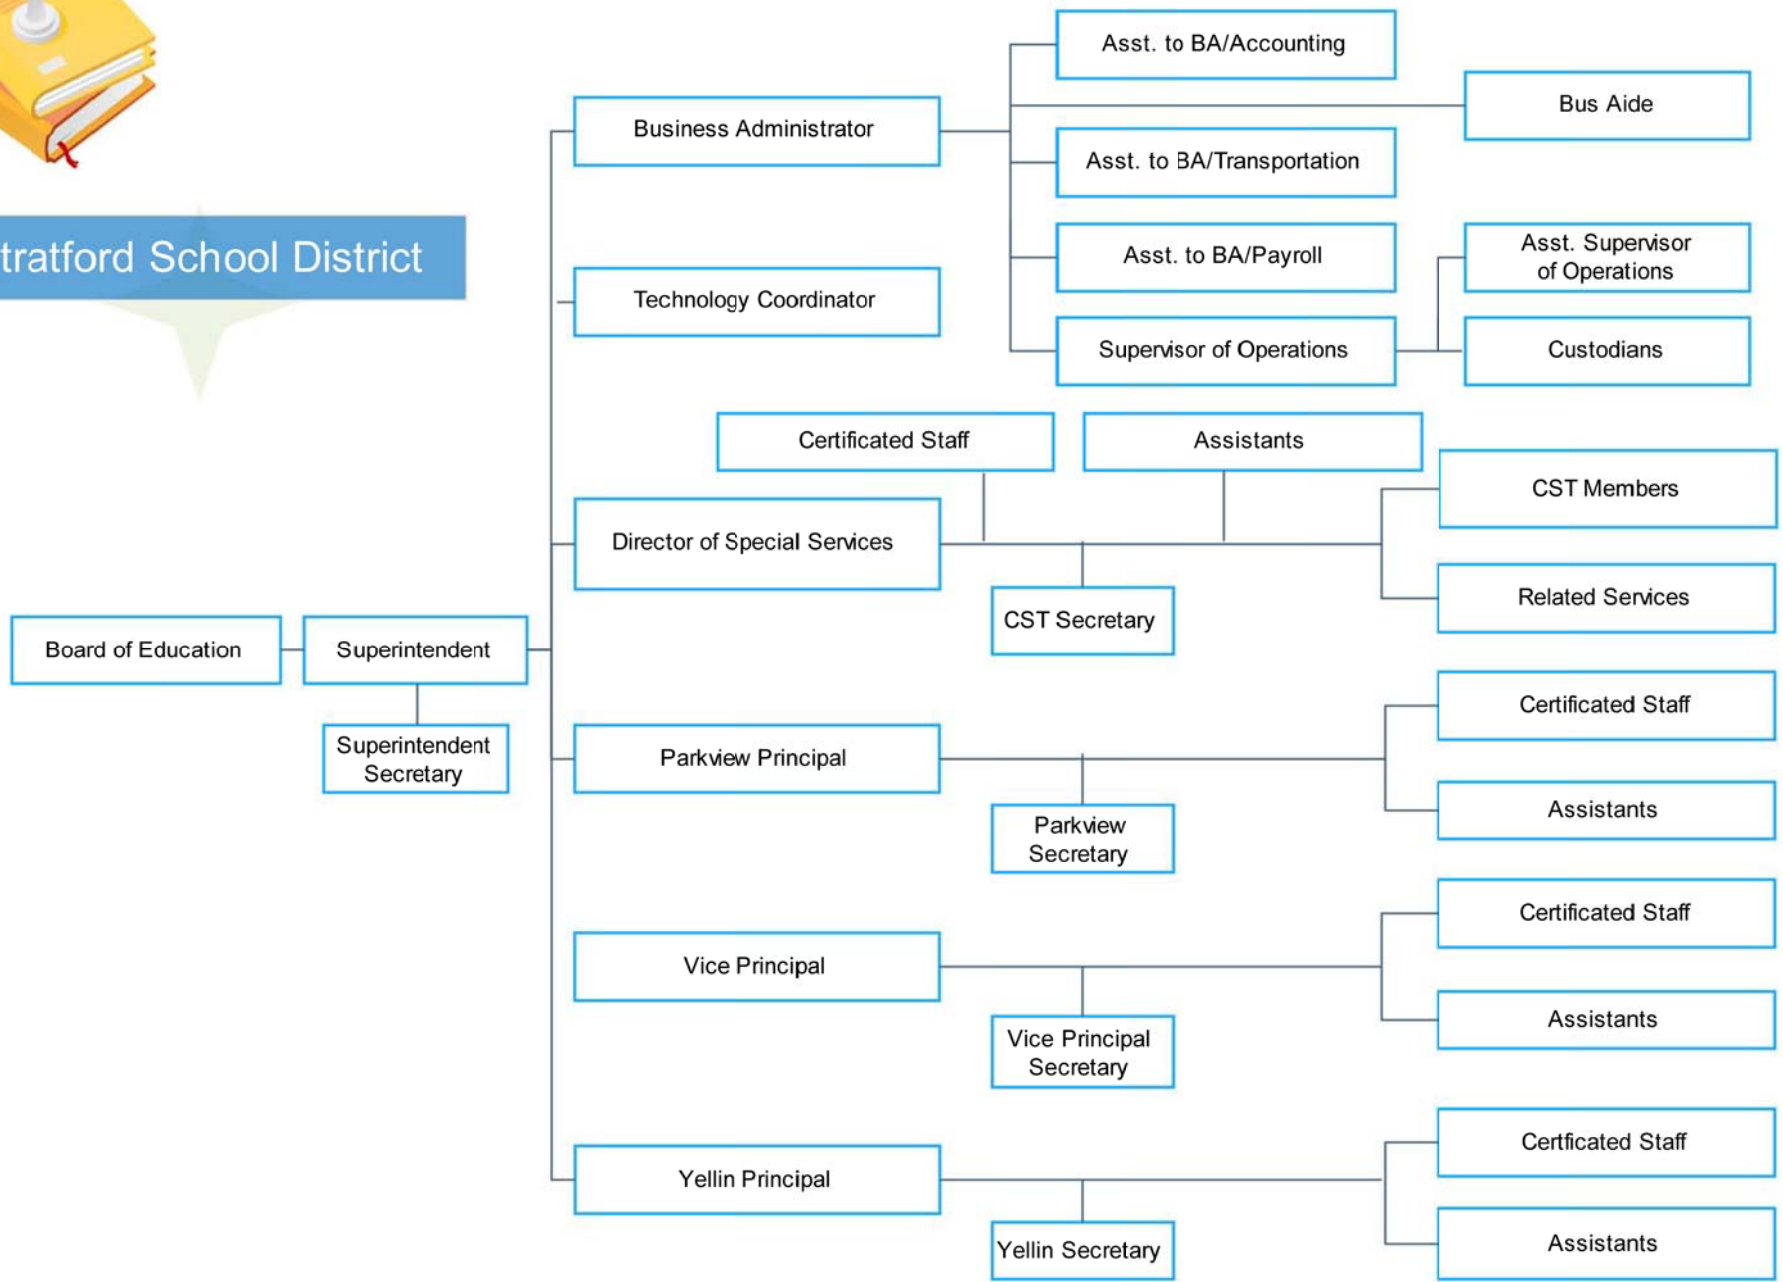 Asst. to BA/Accounting
Bus Aide
Business Administrator
Asst. to BA/Transportation
tratford School District
Asst. to BA/Payroll
Asst. Supervisor
of Operations
Technology Coordinator
Supervisor of Operations
Custodians
Certificated Staff
Assistants
CST Members
Director of Special Services
Related Services
CST Secretary
Board of Education
Superintendent
Superintendent
Secretary
Certificated Staff
Parkview Principal
Assistants
Parkview
Secretary
Certificated Staff
Vice Principal
Assistants
Vice Principal
Secretary
Certficated Staff
Yellin Principal
Assistants
Yellin Secretary